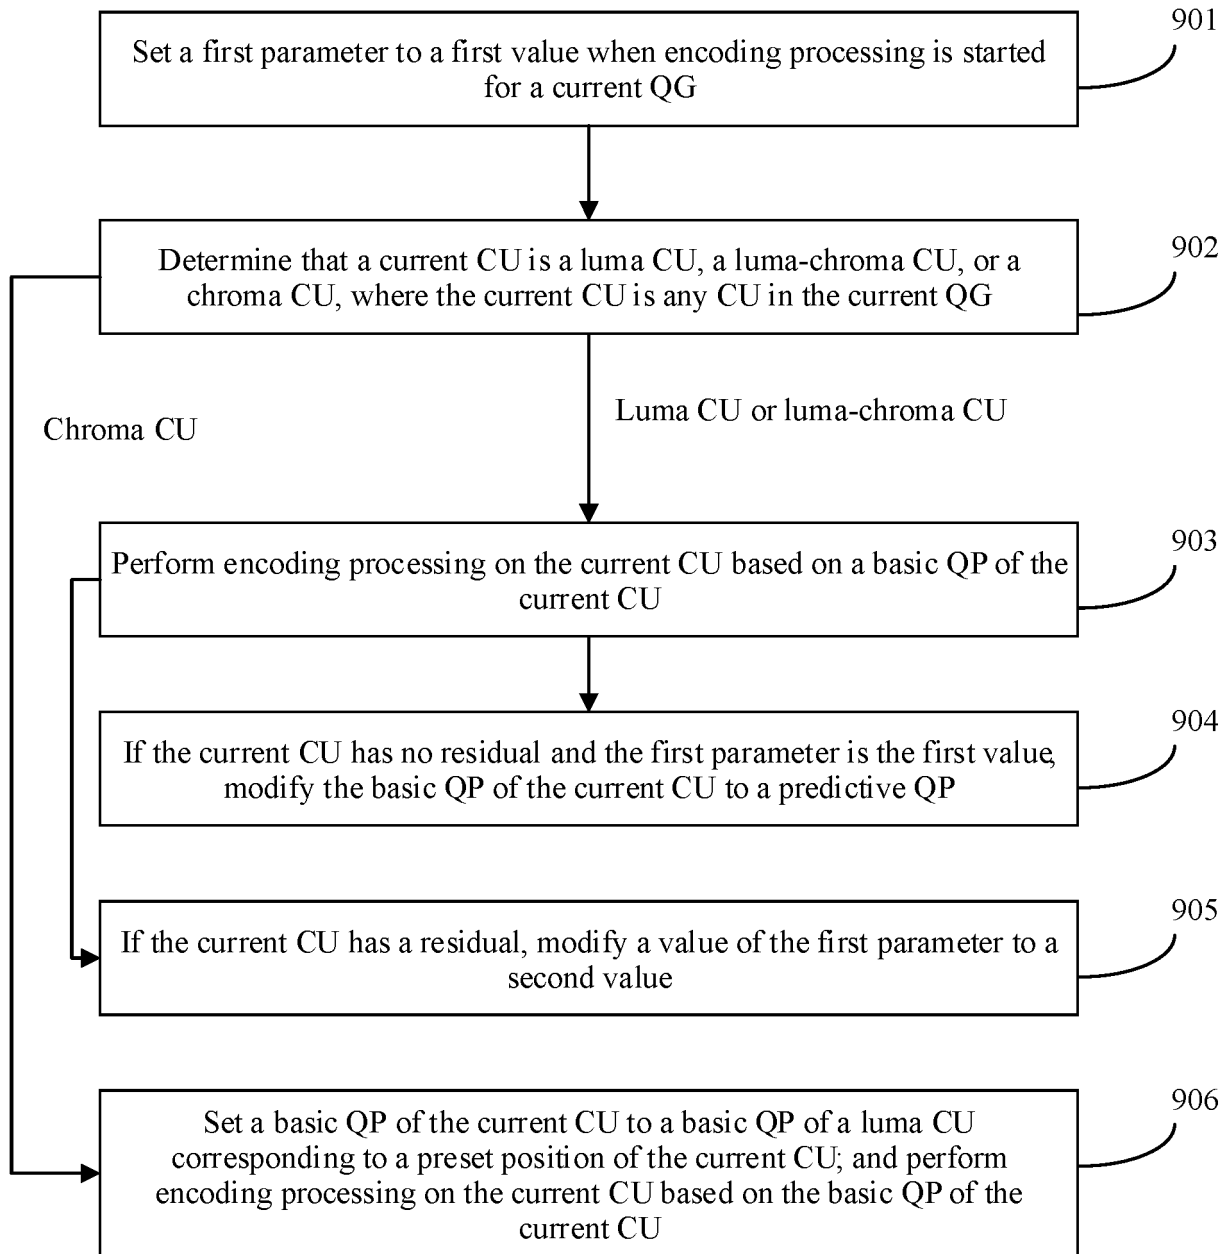 901
Set a first parameter to a first value when encoding processing is started
for a current QG
902
Determine that a current CU is a luma CU, a luma-chroma CU, or a
chroma CU, where the current CU is any CU in the current QG
Luma CU or luma-chroma CU
Chroma CU
903
Perform encoding processing on the current CU based on a basic QP of the
current CU
904
If the current CU has no residual and the first parameter is the first value,
modify the basic QP of the current CU to a predictive QP
905
If the current CU has a residual, modify a value of the first parameter to a
second value
906
Set a basic QP of the current CU to a basic QP of a luma CU
corresponding to a preset position of the current CU; and perform
encoding processing on the current CU based on the basic QP of the
current CU